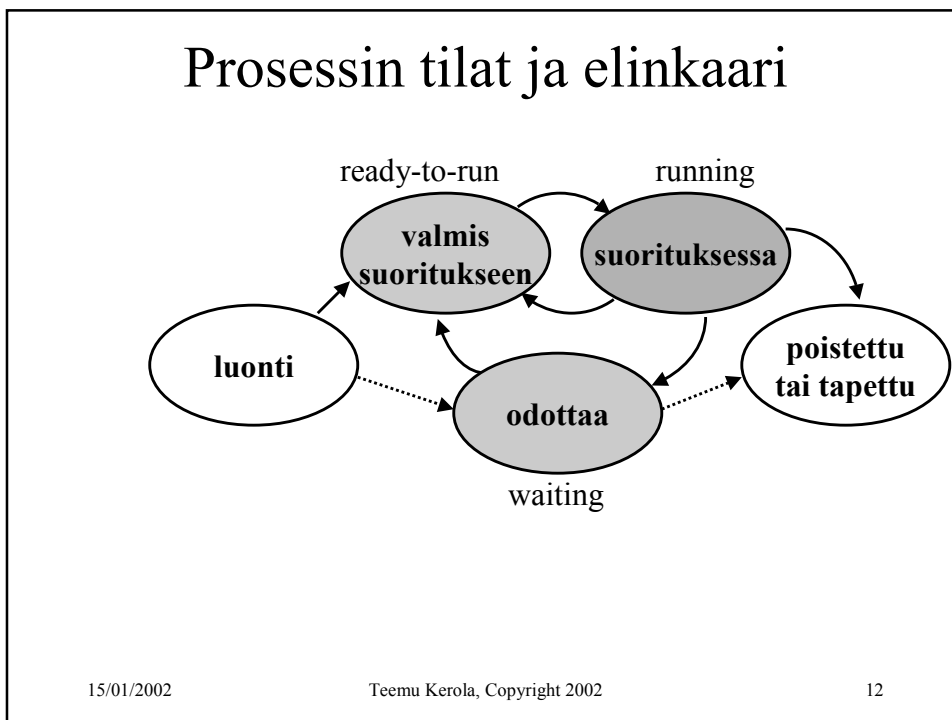 Prosessin tilat ja elinkaari
ready-to-run
running
valmis
suoritukseen
suorituksessa
luonti
poistettu
tai tapettu
odottaa
waiting
15/01/2002
Teemu Kerola, Copyright 2002
12